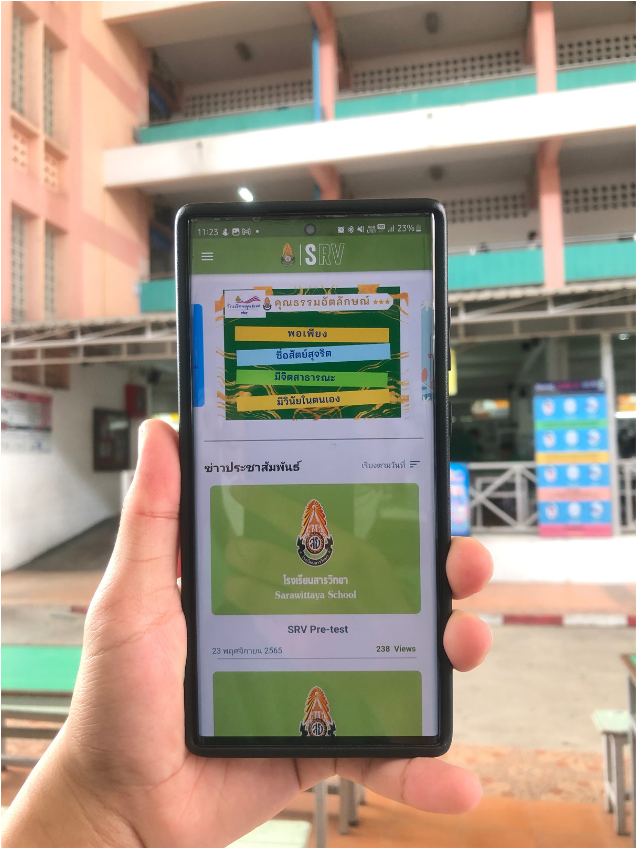 11:23
23%
SRV
คุณธรรมอัตลักษณ์
พอเพียง
ซื่อสัตย์สุจริต
มีจิตสาธารณะ
มีวินัยในตนเอง
ข่าวประชาสัมพันธ์
เรียงตามวันที่
โรงเรียนสารวิทยา
Sarawittaya School
SRV Pre-test
23 พฤศจิกายน 2565
238 Views